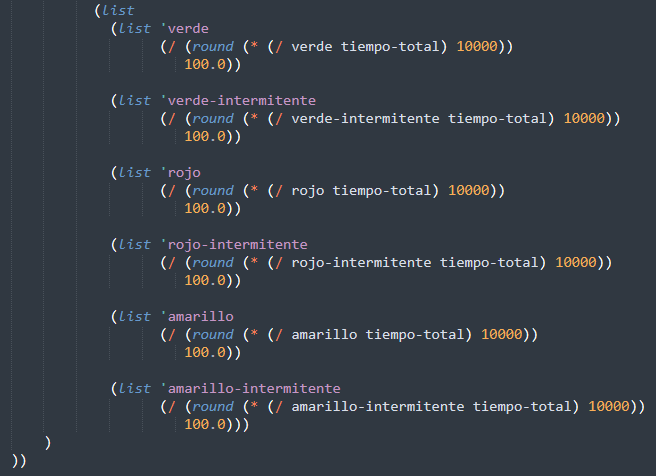 (list
(list 'verde
(/ (round (* (/ verde tiempo-total) 10000))
100.0))
(list 'verde-intermitente
(/ (round (* (/ verde-intermitente tiempo-total) 10000))
100.0))
(list 'rojo
(/ (round (* (/ rojo tiempo-total) 10000))
100.0))
(list 'rojo-intermitente
(/ (round (* (/ rojo-intermitente tiempo-total) 10000))
100.0))
(list 'amarillo
(/ (round (* (/ amarillo tiempo-total) 10000))
100.0))
(list 'amarillo-intermitente
(/ (round (* (/ amarillo-intermitente tiempo-total) 10000))
100.0)))
)
))